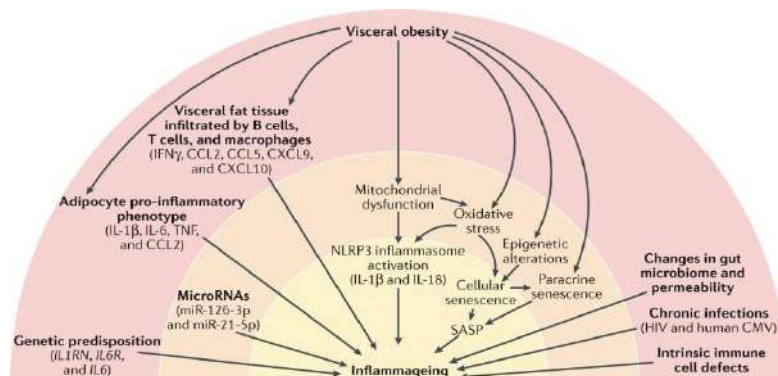 Visceral obesity
Visceral fat tissue
infiltrated by B cells,
T cells, and macrophages
(IFNγ, CCL2, CCL5, CXCL9,
and CXCL10)
Adipocyte pro-inflammatory
phenotype
(IL-1β, IL-6, TNF,
and CCL2)
Mitochondrial
dysfunction
Oxidative
stress
NLRP3 inflammasome
activation
(IL-1β and IL-18)
Epigenetic
alterations
Cellular
senescence
Paracrine
senescence
SASP
MicroRNAs
(miR-126-3p
and miR-21-5p)
Genetic predisposition
(IL1RN, IL6R,
and IL6)
Changes in gut
microbiome and
permeability
Chronic infections
(HIV and human CMV)
Intrinsic immune
cell defects
Inflammageing